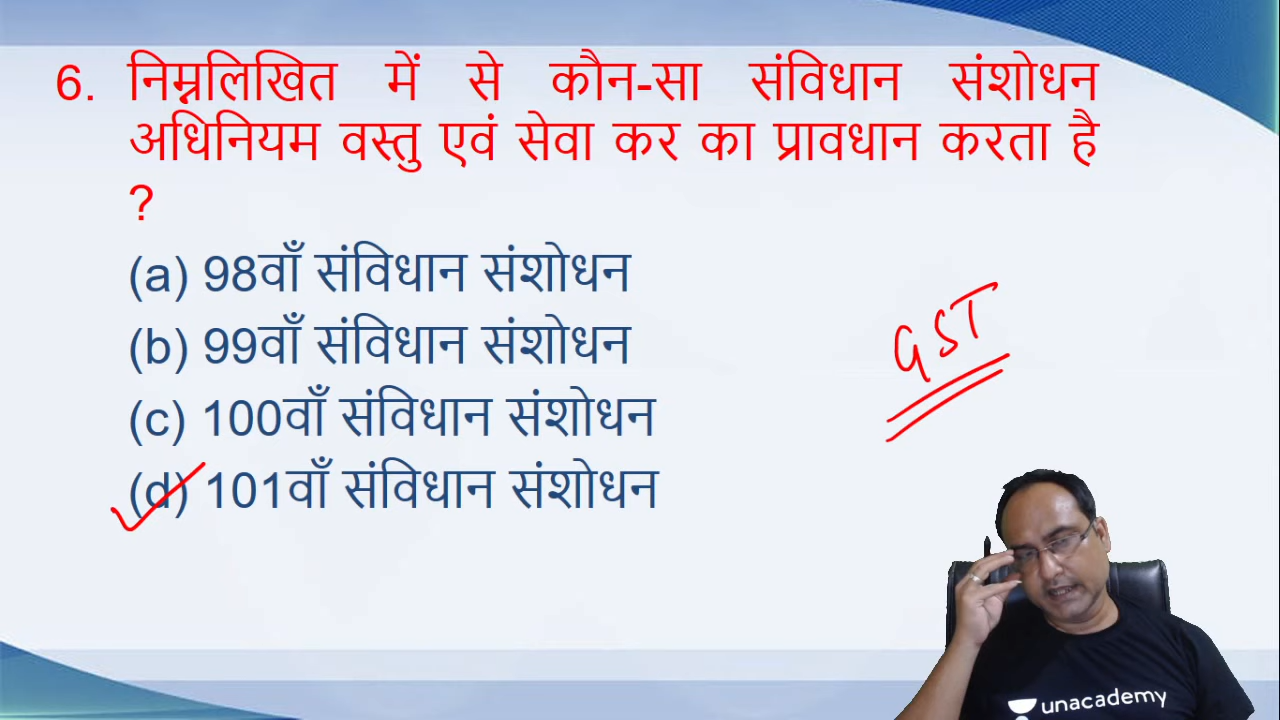 6. निम्नलिखित में से कौन-सा संविधान संशोधन
अधिनियम वस्तु एवं सेवा कर का प्रावधान करता है
?
(a) 98वाँ संविधान संशोधन
(b) 99वाँ संविधान संशोधन
(c) 100वाँ संविधान संशोधन
(d) 101वाँ संविधान संशोधन
GST
unacademy